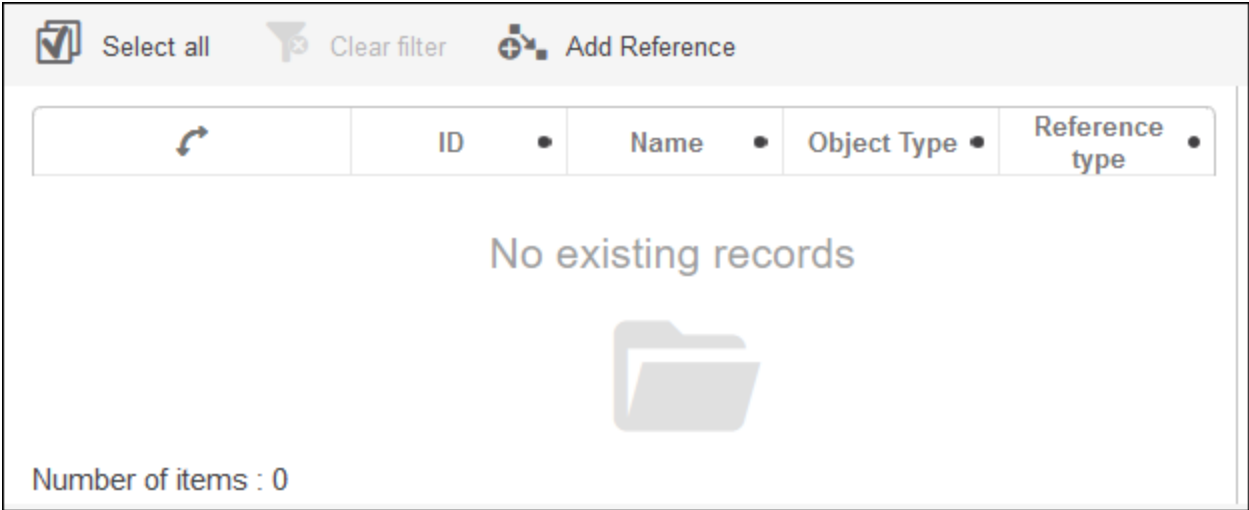 Select all Clear filter Add Reference
ID Name Object Type Reference type
No existing records
Number of items : 0